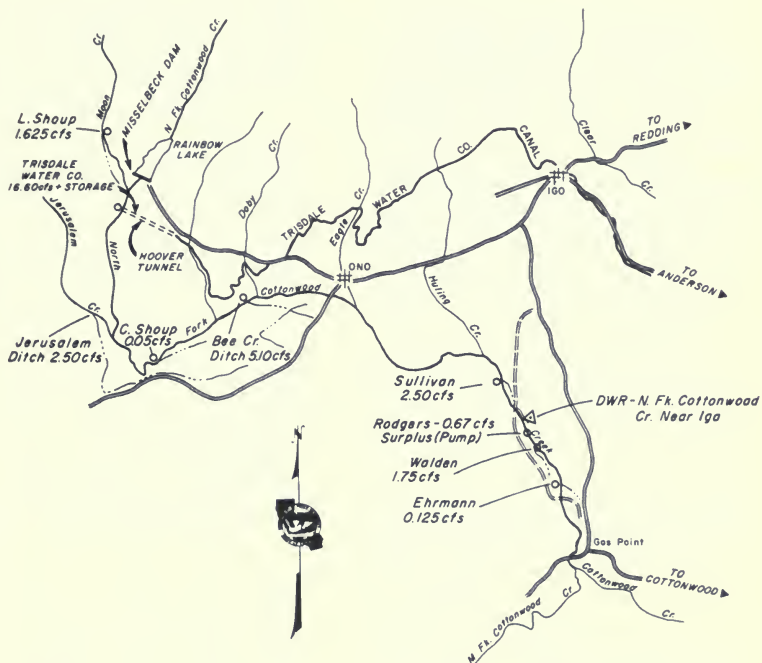 Cr.
Moon
L. Shoup
1.625 cfs
MISSELBECK DAM
N. Fk. Cottonwood
Cr.
RAINBOW
LAKE
TRISDALE
WATER CO.
16.60 cfs + STORAGE
Jerusalem
Cr.
HOOVER
TUNNEL
North
Fork
Cottonwood
Creek
Doby
Cr.
TRISDALE
WATER
CO.
CANAL
Eagle
Cr.
ONO
Clear
Cr.
IGO
TO
REDDING
TO
ANDERSON
Huling
Cr.
Jerusalem
Ditch 2.50 cfs
C. Shoup
0.05 cfs
Bee Cr.
Ditch 5.10 cfs
Sullivan
2.50 cfs
DWR - N. Fk. Cottonwood
Cr. Near Igo
Rodgers - 0.67 cfs
Surplus (Pump)
Walden
1.75 cfs
Ehrmann
0.125 cfs
Gas Point
Cottonwood
Cr.
TO
COTTONWOOD
M. Fk. Cottonwood
Cr.
N